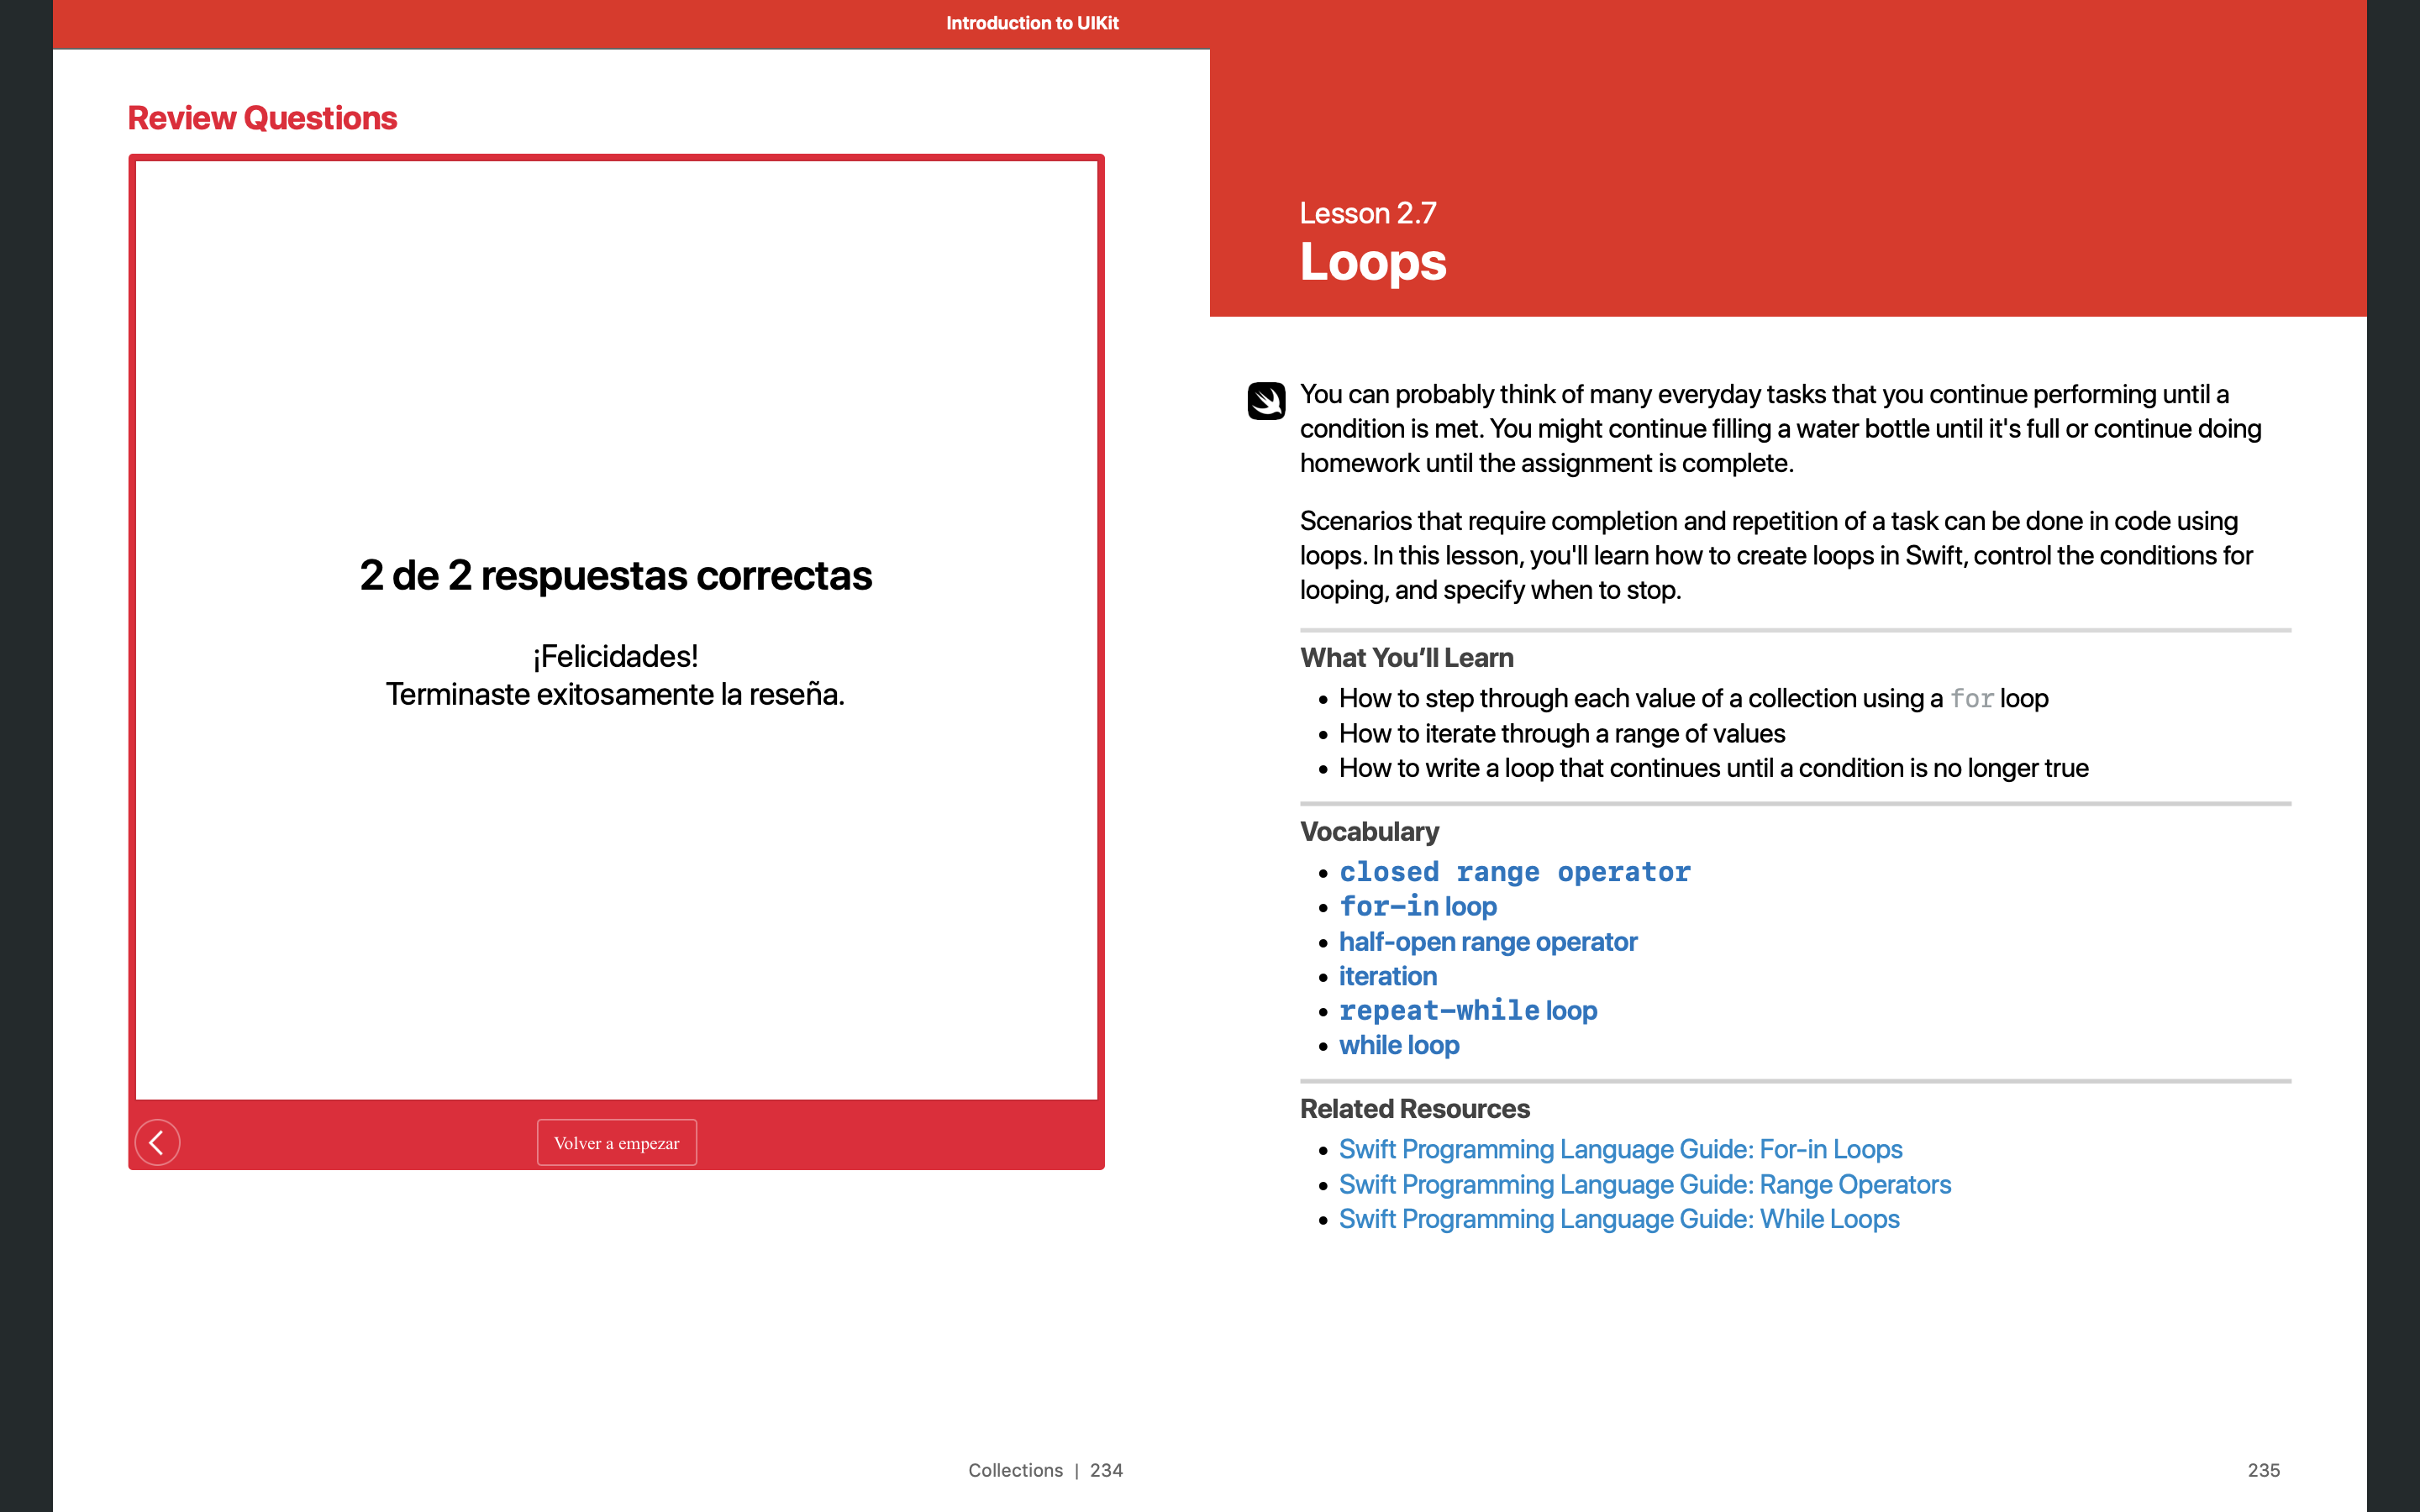 Introduction to UIKit
Review Questions
2 de 2 respuestas correctas
¡Felicidades!
Terminaste exitosamente la reseña.
Volver a empezar
Collections | 234
Lesson 2.7
Loops
You can probably think of many everyday tasks that you continue performing until a
condition is met. You might continue filling a water bottle until it's full or continue doing
homework until the assignment is complete.
Scenarios that require completion and repetition of a task can be done in code using
loops. In this lesson, you'll learn how to create loops in Swift, control the conditions for
looping, and specify when to stop.
What You’ll Learn
• How to step through each value of a collection using a for loop
• How to iterate through a range of values
• How to write a loop that continues until a condition is no longer true
Vocabulary
• closed range operator
• for-in loop
• half-open range operator
• iteration
• repeat-while loop
• while loop
Related Resources
• Swift Programming Language Guide: For-in Loops
• Swift Programming Language Guide: Range Operators
• Swift Programming Language Guide: While Loops
235